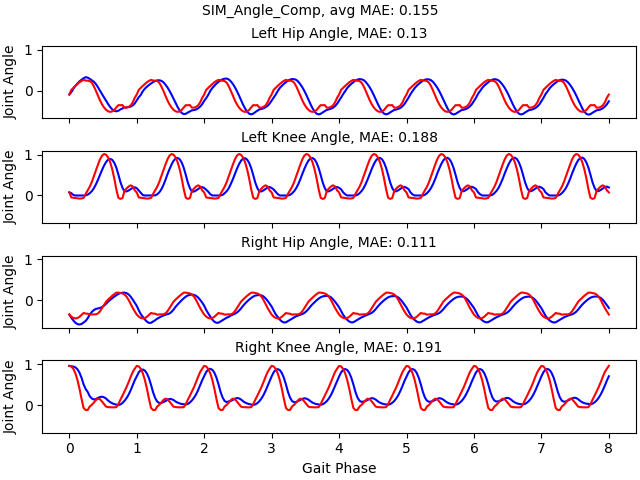 SIM_Angle_Comp, avg MAE: 0.155
Left Hip Angle, MAE: 0.13
Joint Angle
1
0
Left Knee Angle, MAE: 0.188
Joint Angle
1
0
Right Hip Angle, MAE: 0.111
Joint Angle
1
0
Right Knee Angle, MAE: 0.191
Joint Angle
1
0
0 1 2 3 4 5 6 7 8
Gait Phase